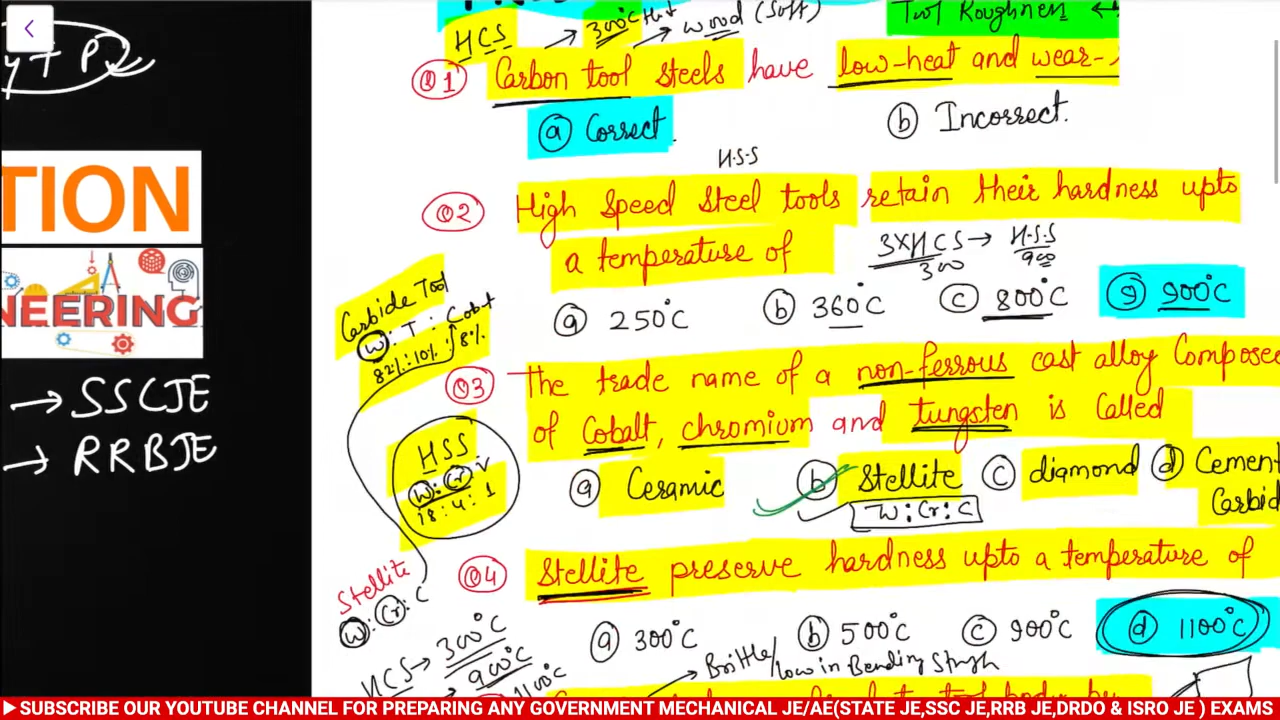 HCS → 300°C Hot → wood (Soft)
Tool Roughness ↔
Q1 Carbon tool steels have low-heat and wear-
ⓐ Correct. ⓑ Incorrect.
H.S.S
Q2 High Speed Steel tools retain their hardness upto
a temperature of
3XHCS → H.S.S
300 900
ⓐ 250°C ⓑ 360°C ⓒ 800°C ⓓ 900°C
Carbide Tool
W : T : Cobt
82% : 10% : 8%
Q3 The trade name of a non-ferrous cast alloy Compose
of Cobalt, chromium and tungsten is Called
ⓐ Ceramic ⓑ Stellite ⓒ diamond ⓓ Cement
Carbid
W : Cr : C
HSS
W : Cr : V
18 : 4 : 1
Q4 Stellite preserve hardness upto a temperature of
ⓐ 300°C ⓑ 500°C ⓒ 900°C ⓓ 1100°C
Stellite
W : Cr : C
HCS → 300°C
900°C
1100°C
→ Brittle/
low in Bending
TION
NEERING
→ SSCJE
→ RRBJE
SUBSCRIBE OUR YOUTUBE CHANNEL FOR PREPARING ANY GOVERNMENT MECHANICAL JE/AE(STATE JE,SSC JE,RRB JE,DRDO & ISRO JE ) EXAMS